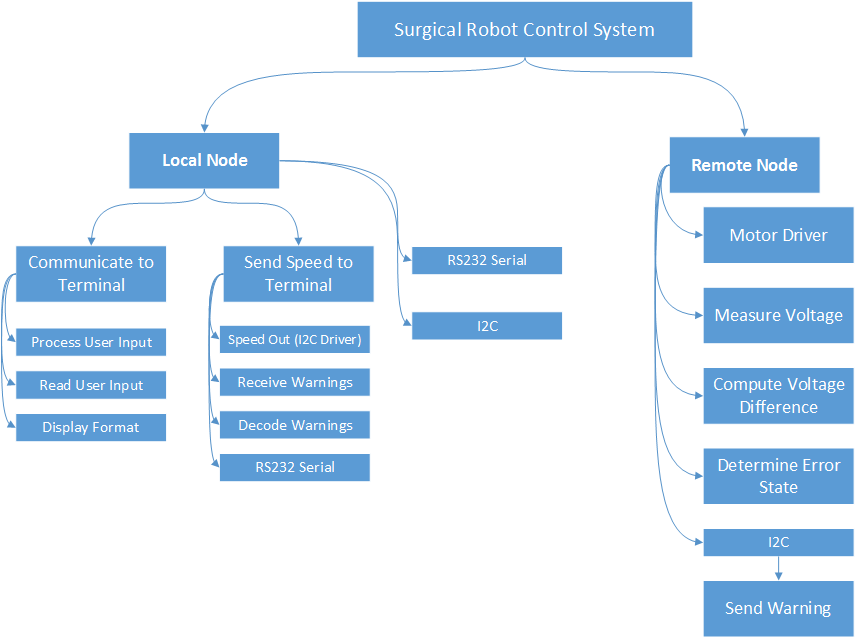 Surgical Robot Control System
Local Node
Remote Node
Communicate to
Terminal
Process User Input
Read User Input
Display Format
Send Speed to
Terminal
Speed Out (I2C Driver)
Receive Warnings
Decode Warnings
RS232 Serial
RS232 Serial
I2C
Motor Driver
Measure Voltage
Compute Voltage
Difference
Determine Error
State
I2C
Send Warning